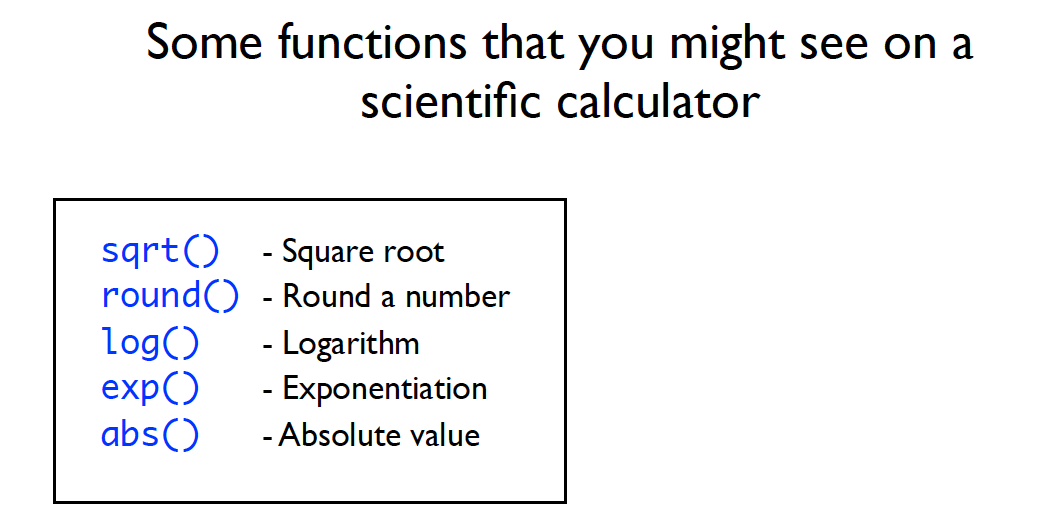 Some functions that you might see on a
scientific calculator
sqrt() - Square root
round() - Round a number
log() - Logarithm
exp() - Exponentiation
abs() - Absolute value